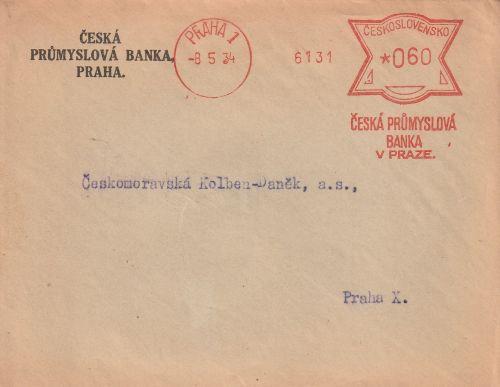 ČESKÁ
PRŮMYSLOVÁ BANKA,
PRAHA.
PRAHA 1
-8 5 34
6131
ČESKOSLOVENSKO
*060
ČESKÁ PRŮMYSLOVÁ
BANKA
V PRAZE.
Českomoravská Kolben-Daněk, a.s.,
Praha X.